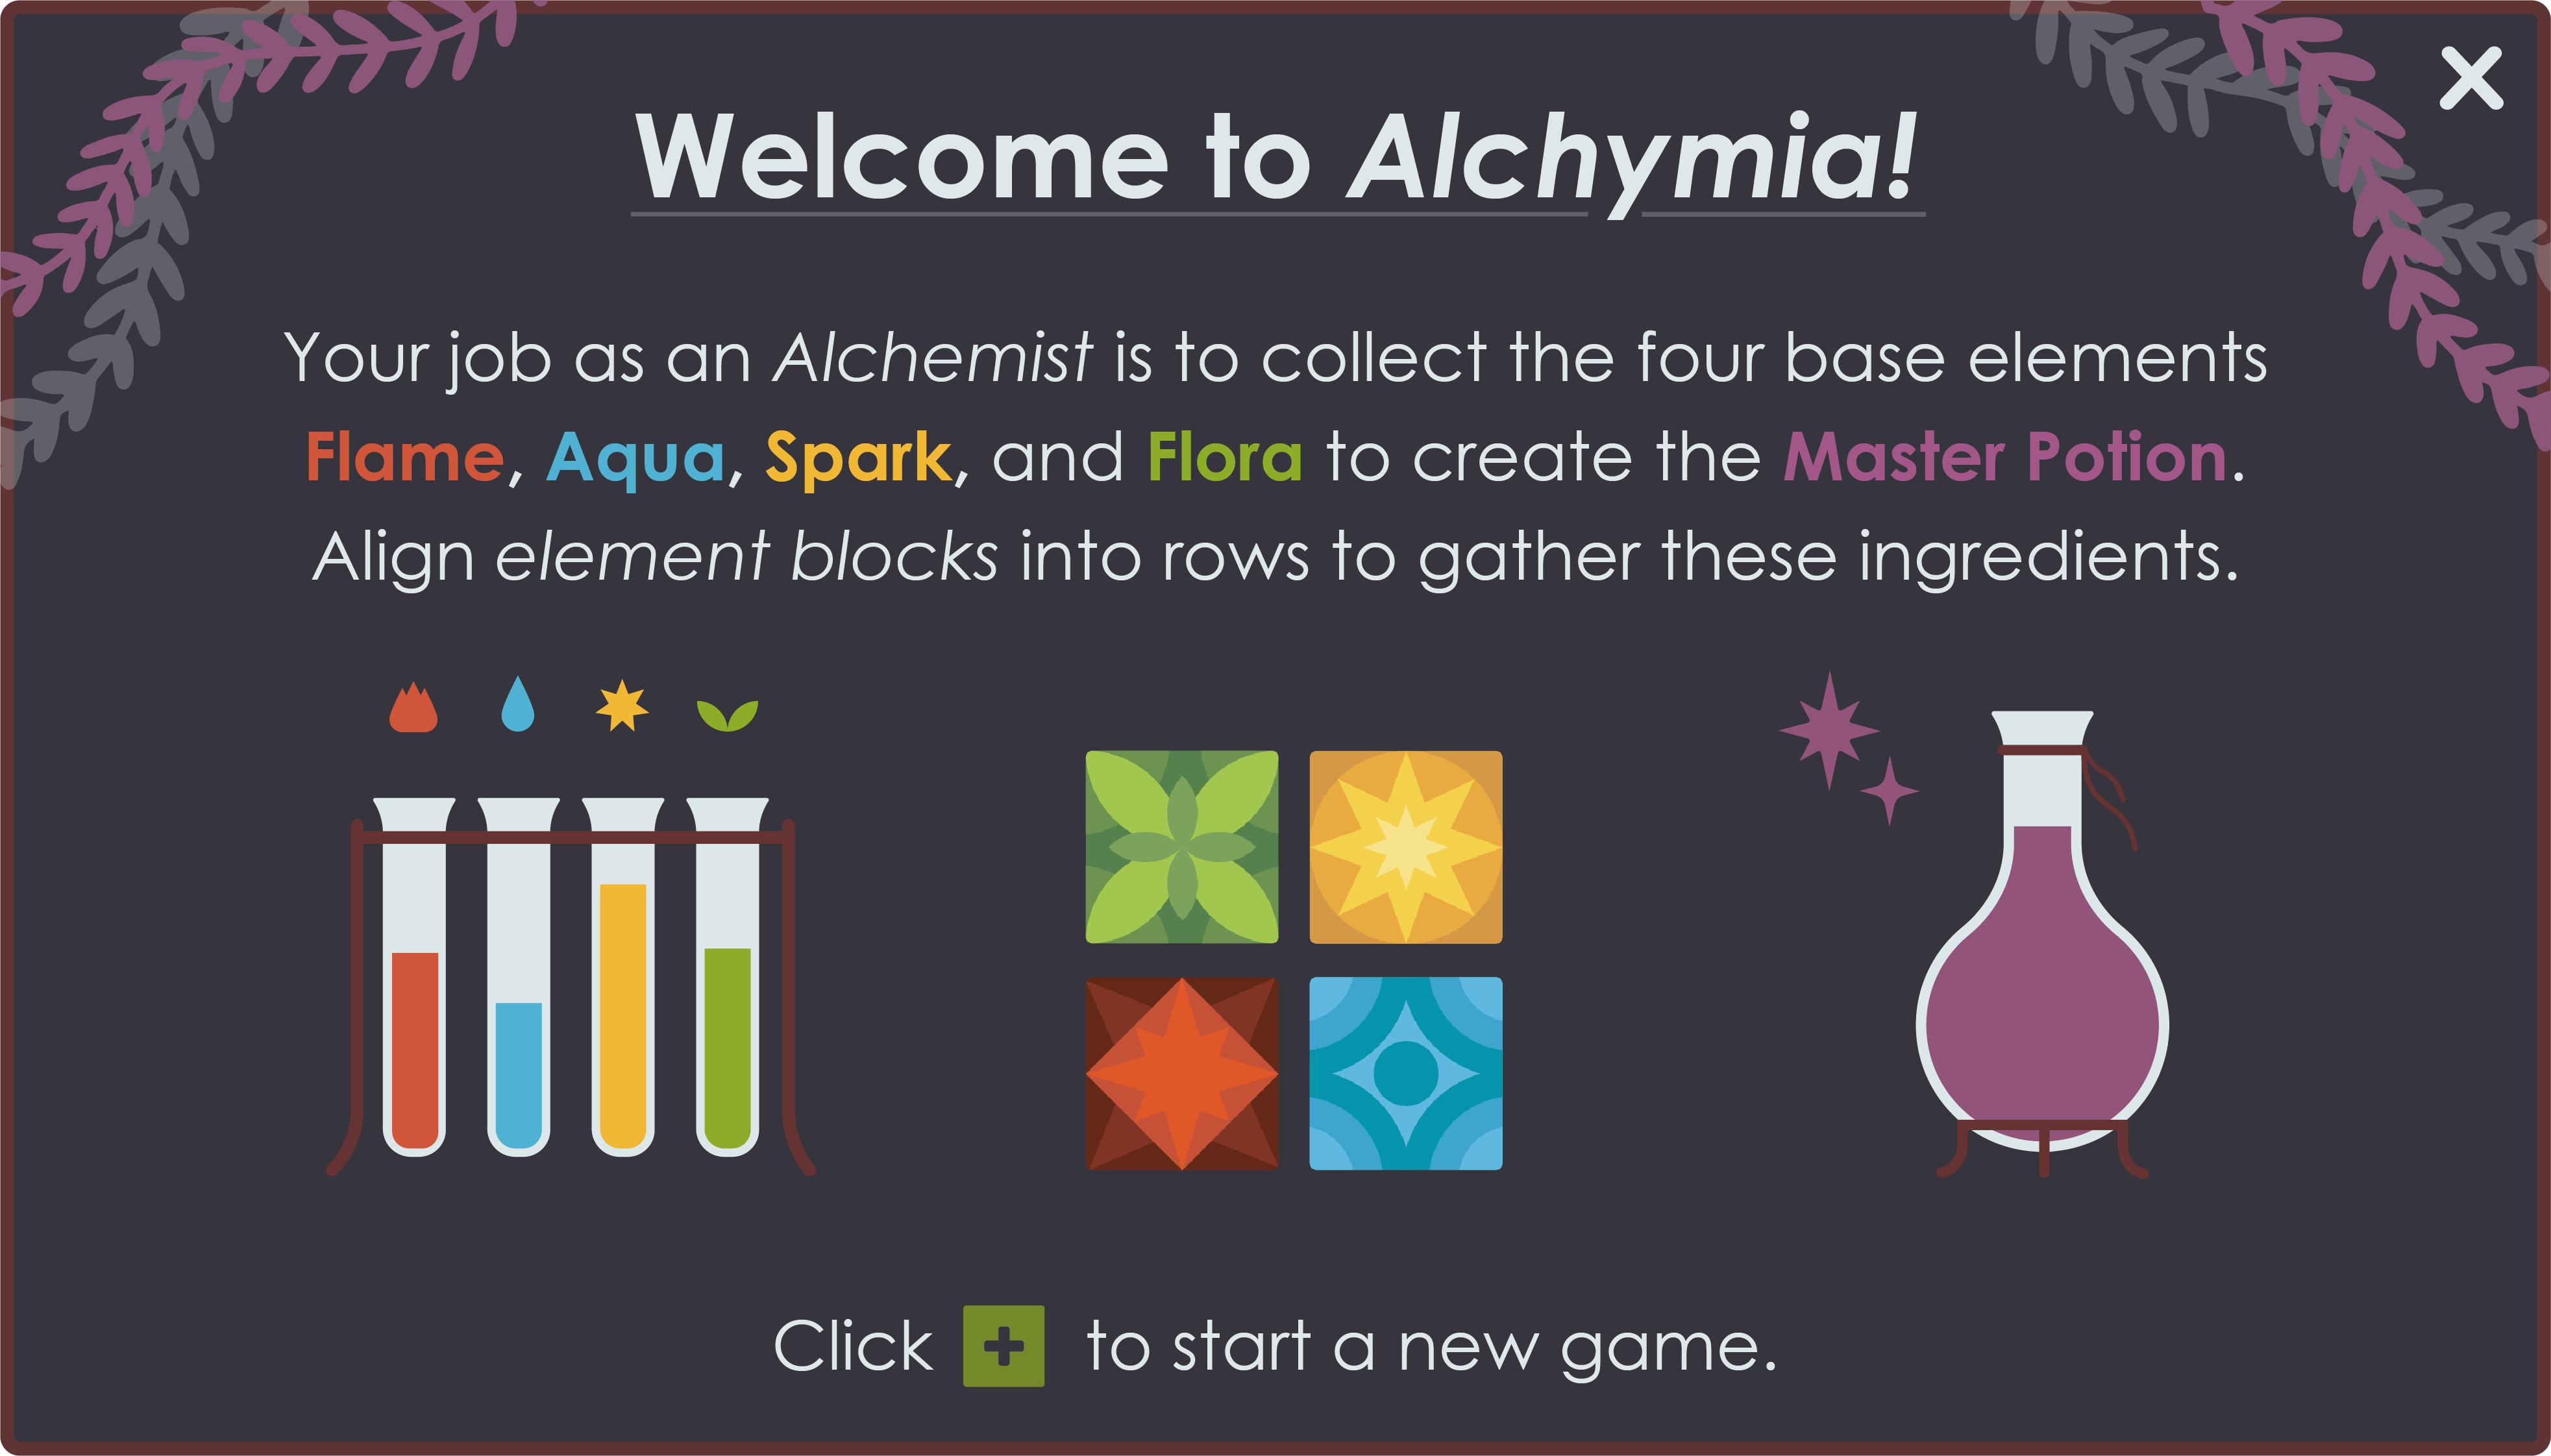 Welcome to Alchymia!
Your job as an Alchemist is to collect the four base elements
Flame, Aqua, Spark, and Flora to create the Master Potion.
Align element blocks into rows to gather these ingredients.
Click + to start a new game.